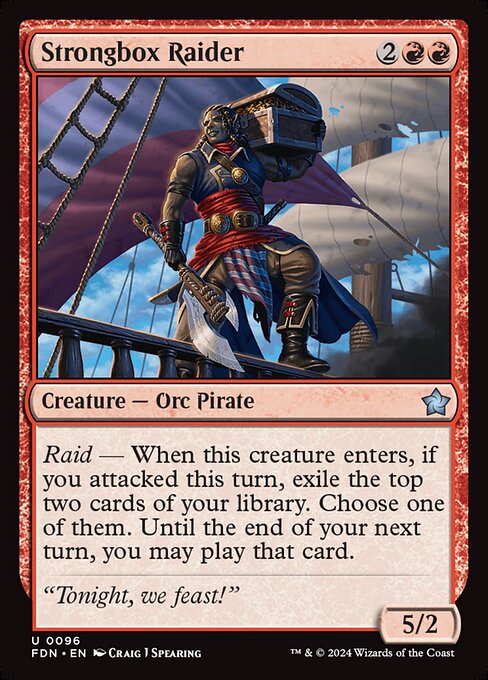 Strongbox Raider 2
Creature — Orc Pirate
Raid — When this creature enters, if
you attacked this turn, exile the top
two cards of your library. Choose one
of them. Until the end of your next
turn, you may play that card.
“Tonight, we feast!”
5/2
U 0096
FDN • EN Craig J Spearing
™ & © 2024 Wizards of the Coast